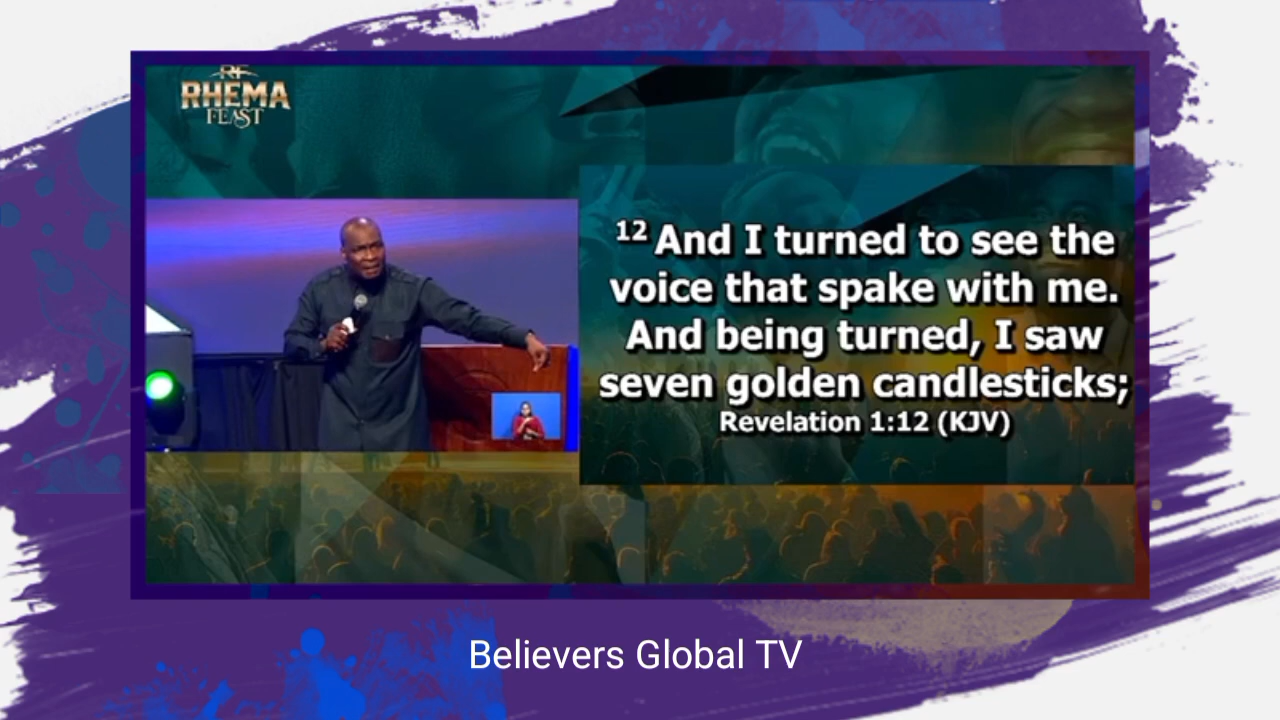 RF
RHEMA
FEAST
12 And I turned to see the
voice that spake with me.
And being turned, I saw
seven golden candlesticks;
Revelation 1:12 (KJV)
Believers Global TV